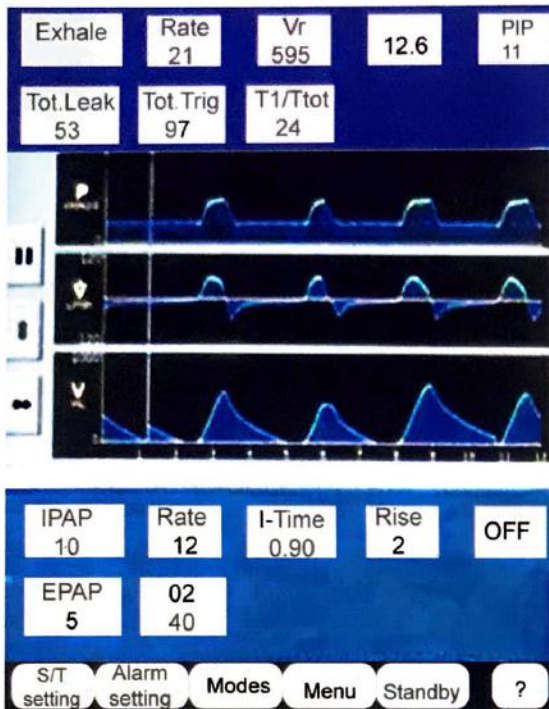 Exhale
Rate
21
Vr
595
12.6
PIP
11
Tot.Leak
53
Tot.Trig
97
T1/Ttot
24
P
V
IPAP
10
Rate
12
I-Time
0.90
Rise
2
OFF
EPAP
5
02
40
S/T
setting
Alarm
setting
Modes
Menu
Standby
?